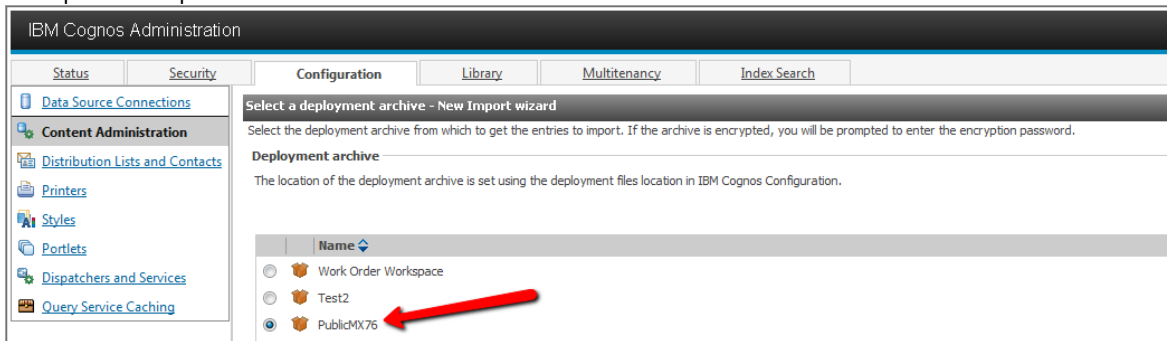 IBM Cognos Administration
Status Security Configuration Library Multitenancy Index Search
Data Source Connections
Content Administration
Distribution Lists and Contacts
Printers
Styles
Portlets
Dispatchers and Services
Query Service Caching
Select a deployment archive - New Import wizard
Select the deployment archive from which to get the entries to import. If the archive is encrypted, you will be prompted to enter the encryption password.
Deployment archive
The location of the deployment archive is set using the deployment files location in IBM Cognos Configuration.
Name
Work Order Workspace
Test2
PublicMX76